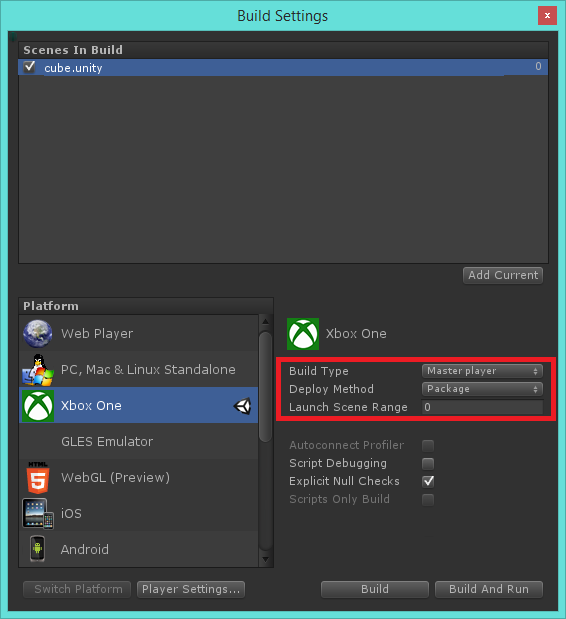 Build Settings
x
Scenes In Build
cube.unity 0
Add Current
Platform
Web Player
PC, Mac & Linux Standalone
Xbox One
GLES Emulator
HTML
5
WebGL (Preview)
iOS
Android
Xbox One
Build Type Master player
Deploy Method Package
Launch Scene Range 0
Autoconnect Profiler
Script Debugging
Explicit Null Checks
Scripts Only Build
Switch Platform Player Settings... Build Build And Run